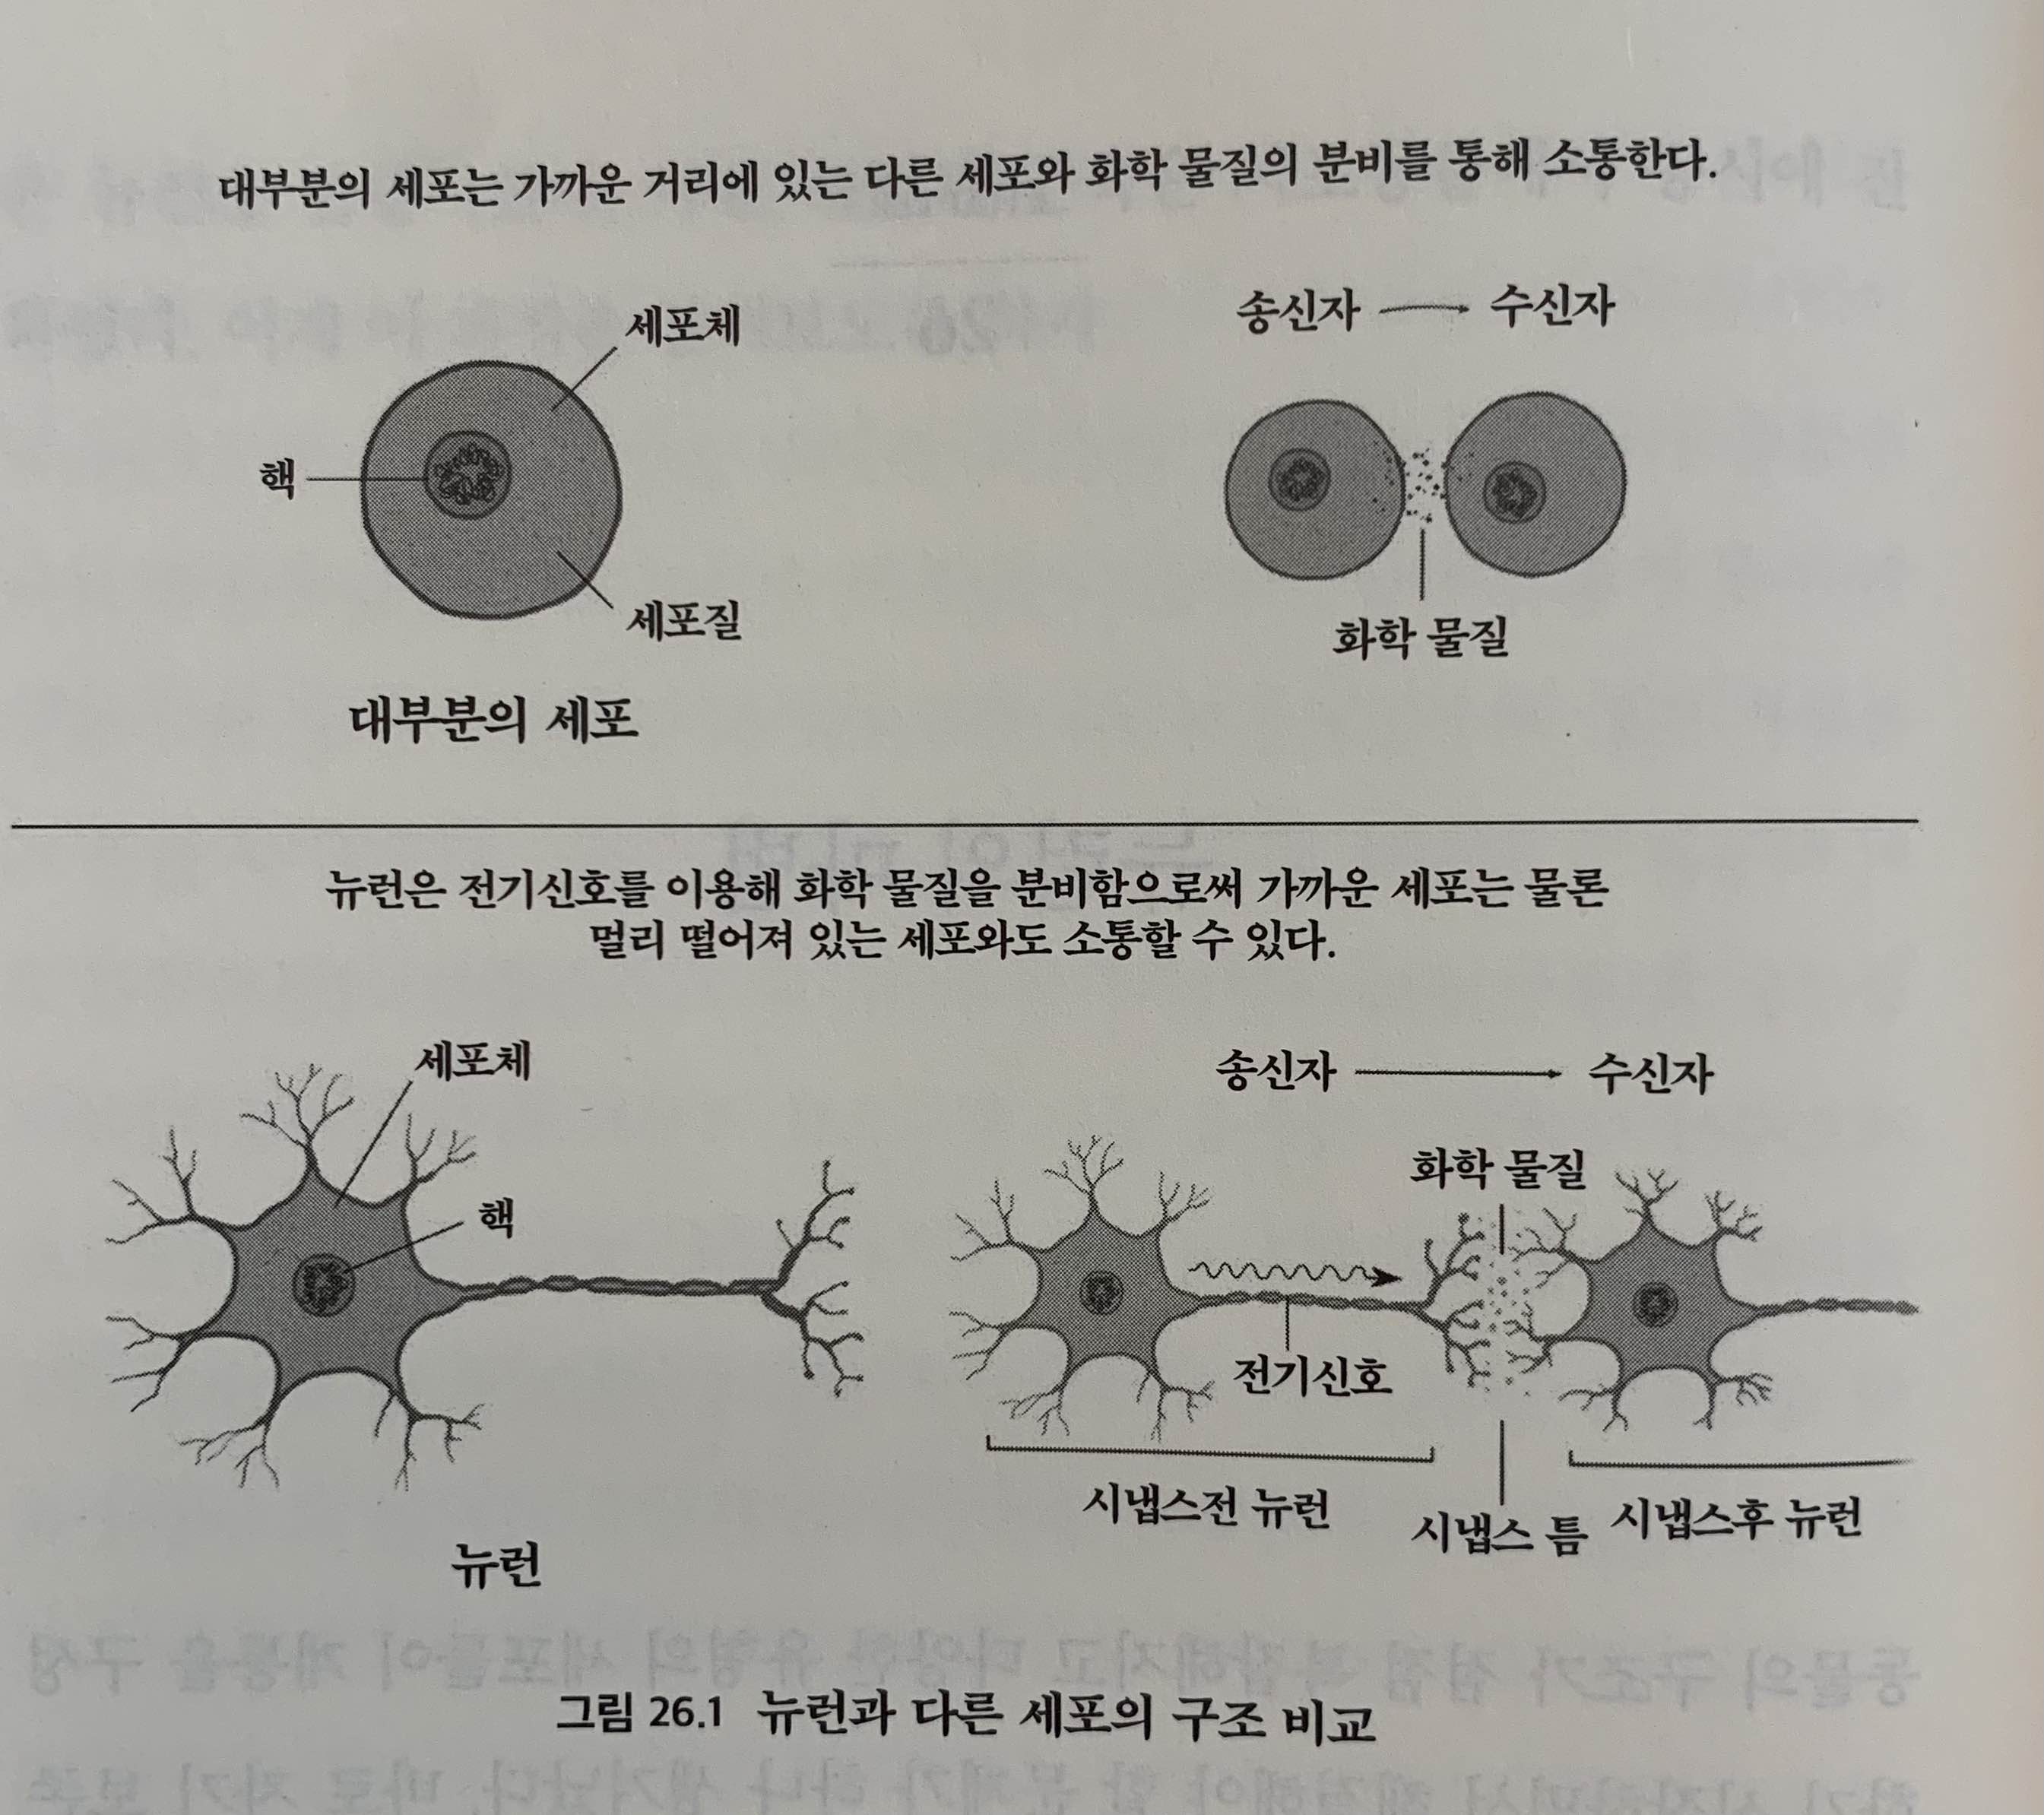 대부분의 세포는 가까운 거리에 있는 다른 세포와 화학 물질의 분비를 통해 소통한다.
세포체
핵
세포질
대부분의 세포
송신자 수신자
화학 물질
뉴런은 전기신호를 이용해 화학 물질을 분비함으로써 가까운 세포는 물론
멀리 떨어져 있는 세포와도 소통할 수 있다.
세포체
핵
뉴런
송신자 수신자
화학 물질
전기신호
시냅스전 뉴런
시냅스 틈
시냅스후 뉴런
그림 26.1 뉴런과 다른 세포의 구조 비교